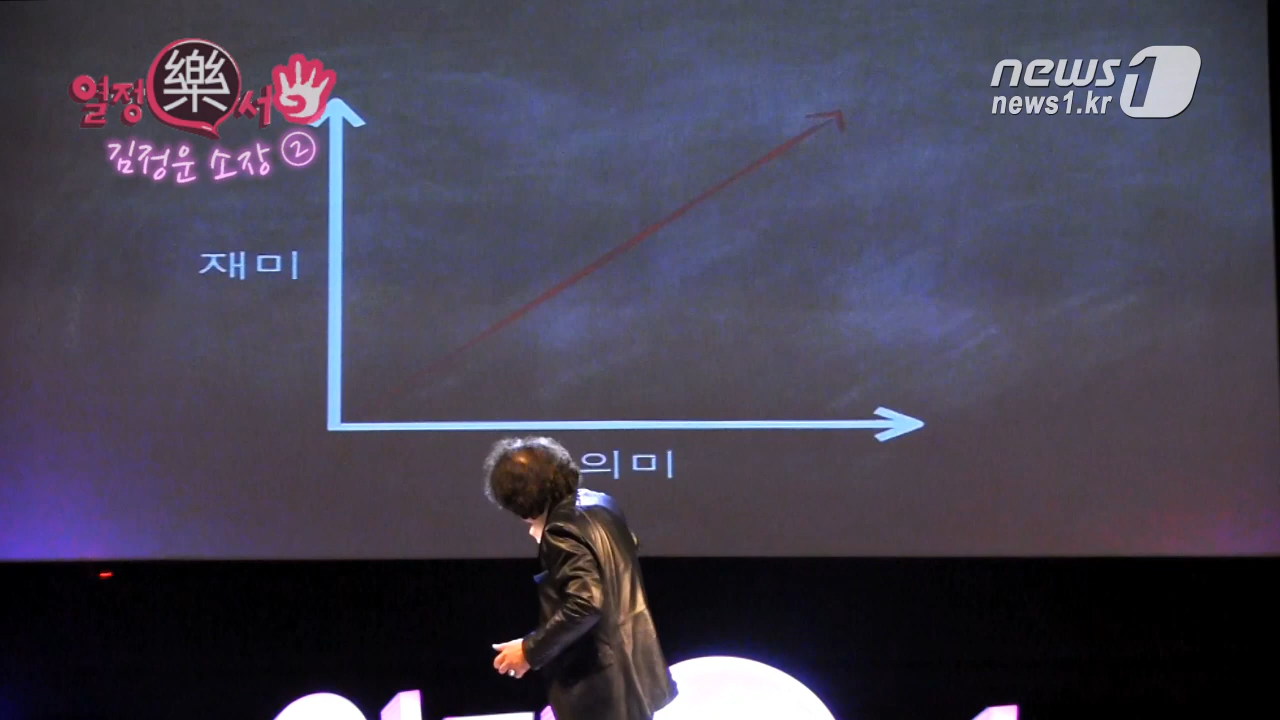 열정樂서
김정운 소장 ②
news1
news1.kr
재미
의미